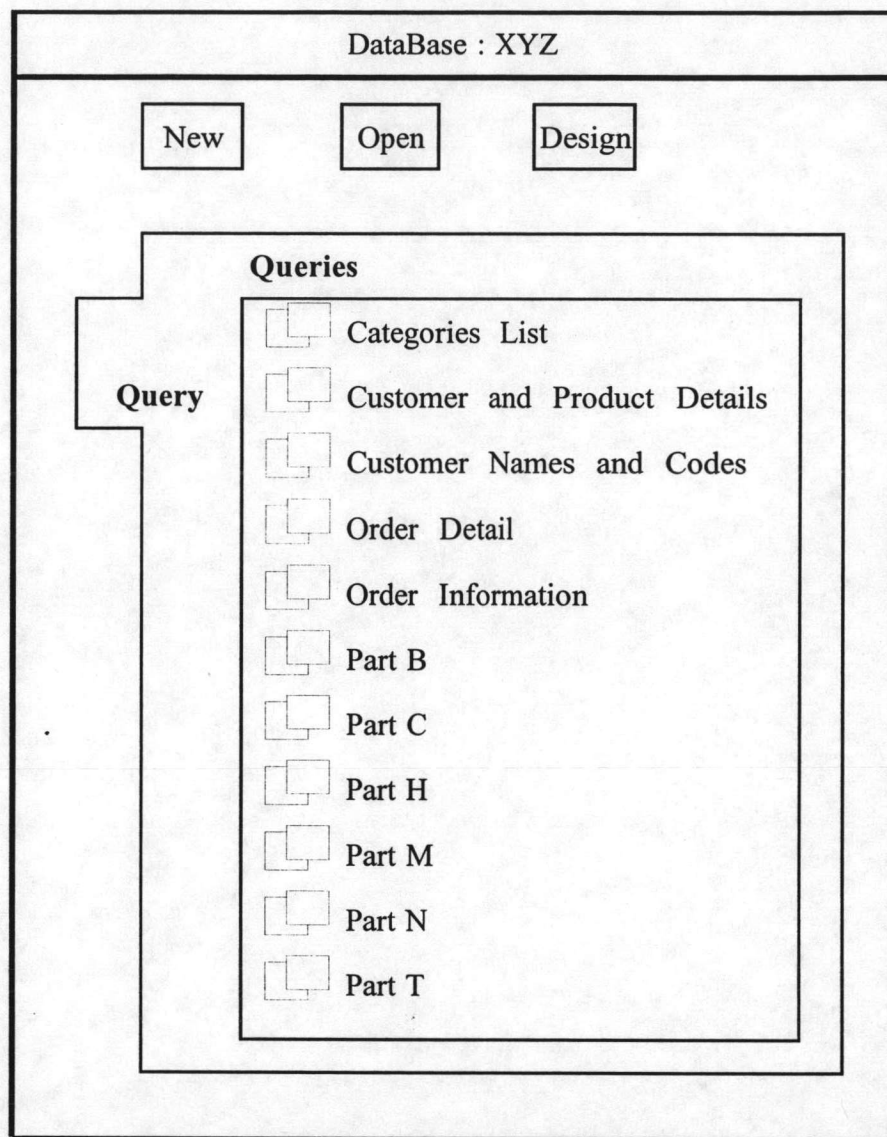 DataBase : XYZ
New Open Design
Queries
Categories List
Query
Customer and Product Details
Customer Names and Codes
Order Detail
Order Information
Part B
Part C
Part H
Part M
Part N
Part T